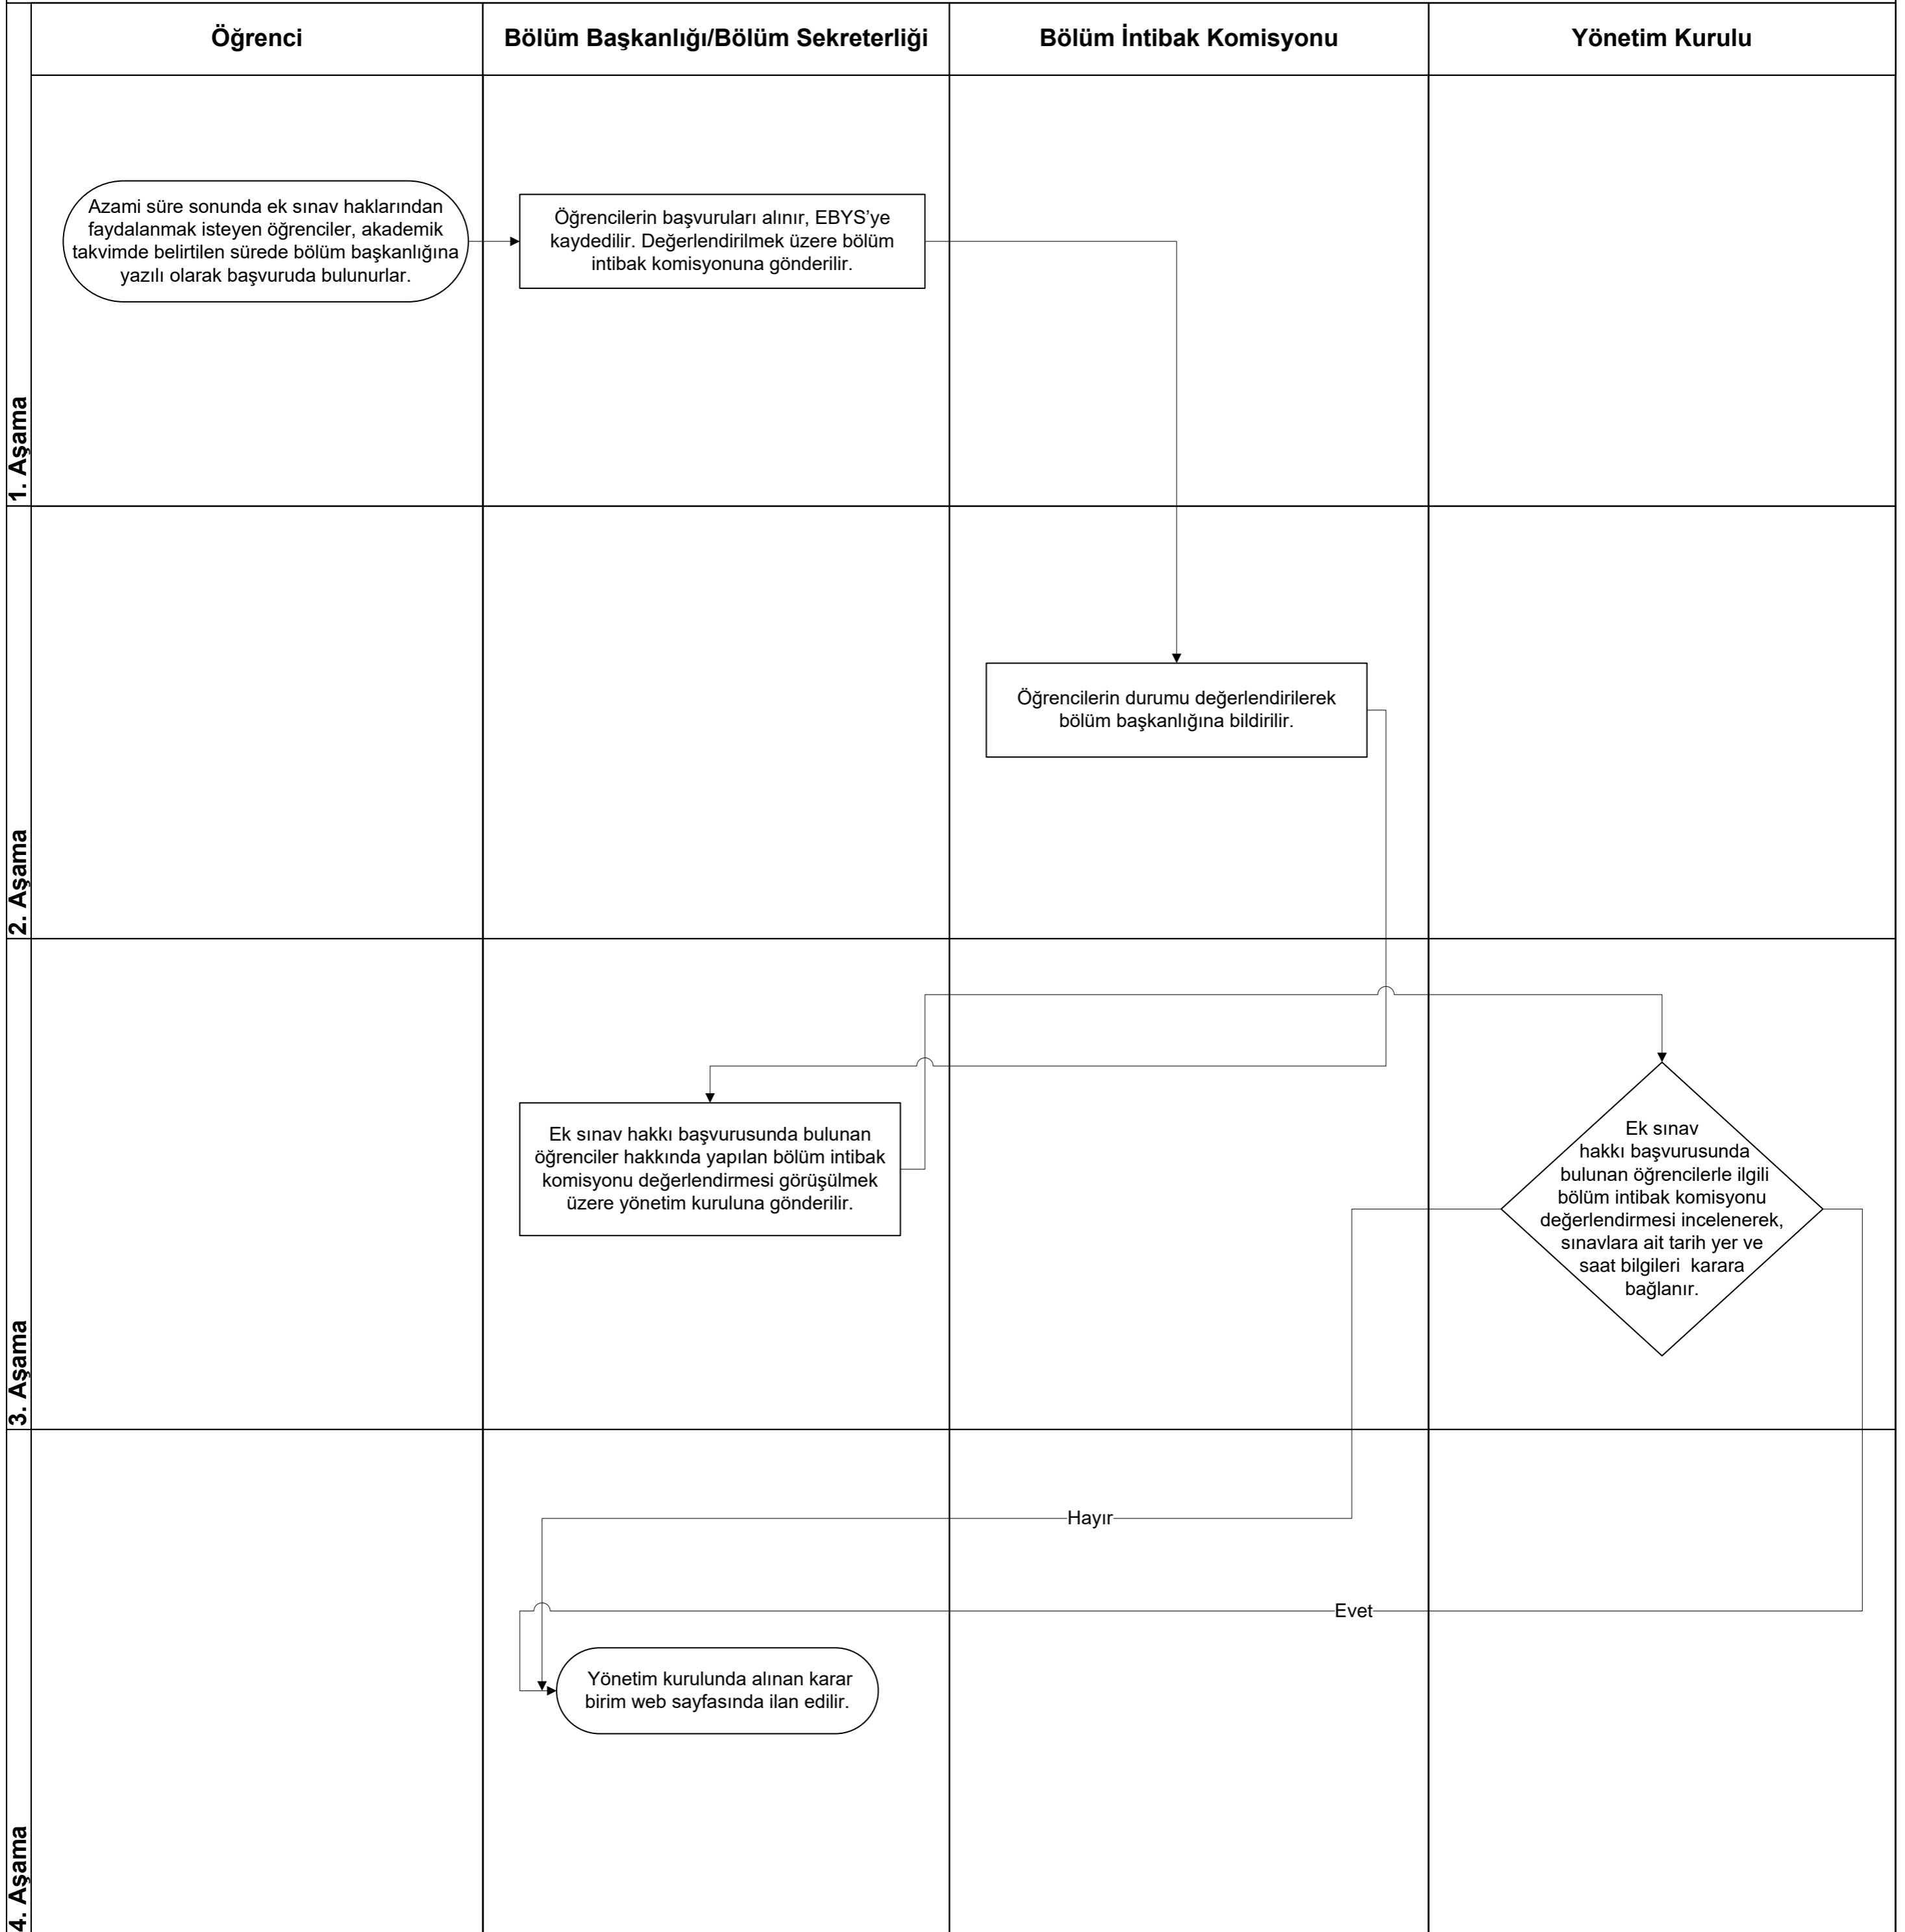 Öğrenci
Bölüm Başkanlığı/Bölüm Sekreterliği
Bölüm İntibak Komisyonu
Yönetim Kurulu
1. Aşama
Azami süre sonunda ek sınav haklarından
faydalanmak isteyen öğrenciler, akademik
takvimde belirtilen sürede bölüm başkanlığına
yazılı olarak başvuruda bulunurlar.
Öğrencilerin başvuruları alınır, EBYS’ye
kaydedilir. Değerlendirilmek üzere bölüm
intibak komisyonuna gönderilir.
2. Aşama
Öğrencilerin durumu değerlendirilerek
bölüm başkanlığına bildirilir.
3. Aşama
Ek sınav hakkı başvurusunda bulunan
öğrenciler hakkında yapılan bölüm intibak
komisyonu değerlendirmesi görüşülmek
üzere yönetim kuruluna gönderilir.
Ek sınav
hakkı başvurusunda
bulunan öğrencilerle ilgili
bölüm intibak komisyonu
değerlendirmesi incelenerek,
sınavlara ait tarih yer ve
saat bilgileri  karara
bağlanır.
4. Aşama
Hayır
Evet
Yönetim kurulunda alınan karar
birim web sayfasında ilan edilir.